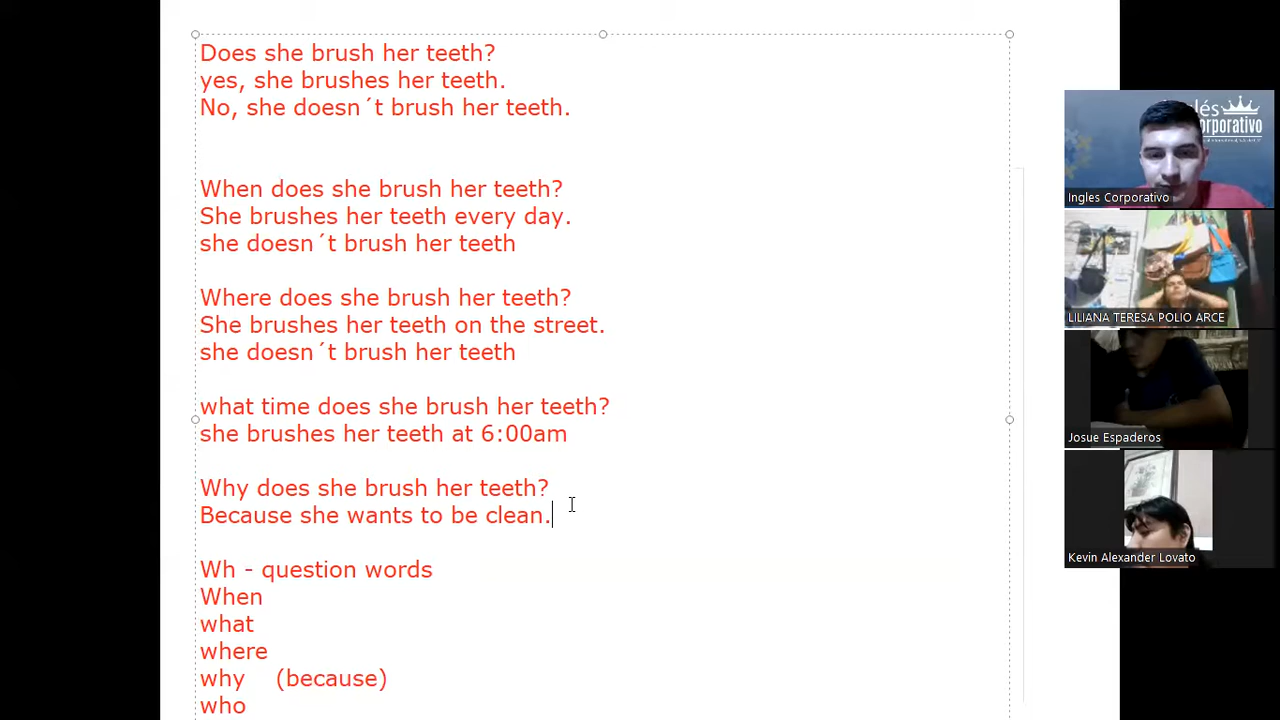 Does she brush her teeth?
yes, she brushes her teeth.
No, she doesn´t brush her teeth.
When does she brush her teeth?
She brushes her teeth every day.
she doesn´t brush her teeth
Where does she brush her teeth?
She brushes her teeth on the street.
she doesn´t brush her teeth
what time does she brush her teeth?
she brushes her teeth at 6:00am
Why does she brush her teeth?
Because she wants to be clean.
Wh - question words
When
what
where
why (because)
who
Ingles Corporativo
LILIANA TERESA POLIO ARCE
Josue Espaderos
Kevin Alexander Lovato